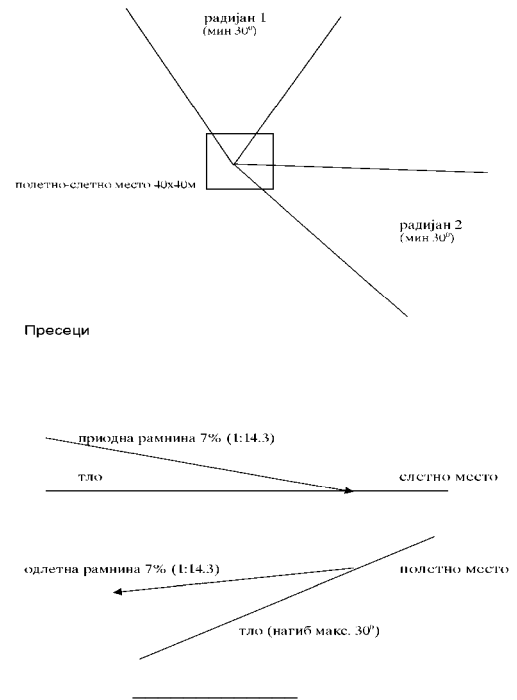 радијан 1
(мин 30⁰)
полетно-слетно место 40х40м
радијан 2
(мин 30⁰)
Пресеци
приодна рамнина 7% (1:14.3)
тло
слетно место
одлетна рамнина 7% (1:14.3)
полетно место
тло (нагиб макс. 30⁰)